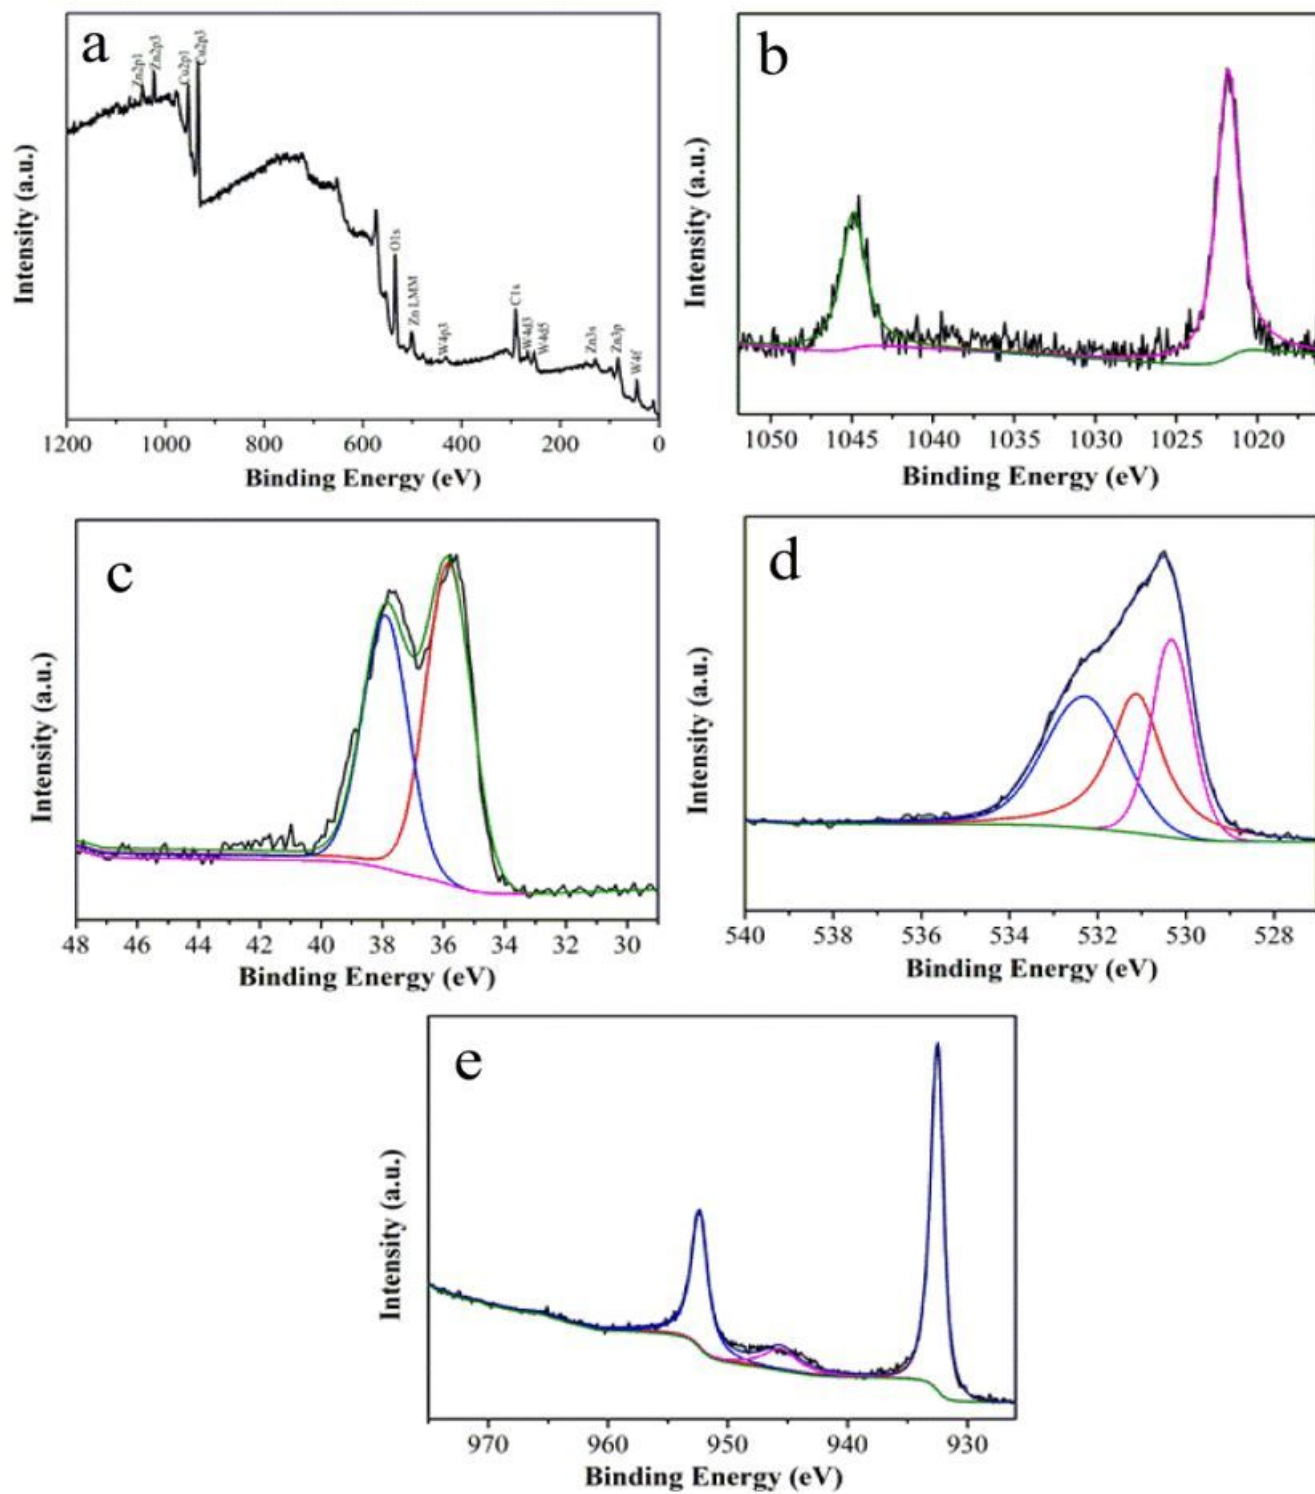 a
Zn2p1
Zn2p3
Cu2p1
Cu2p3
O1s
Zn LMM
W4p3
C1s
W4d3
W4d5
Zn3s
Zn3p
W4f
Intensity (a.u.)
1200 1000 800 600 400 200 0
Binding Energy (eV)
b
Intensity (a.u.)
1050 1045 1040 1035 1030 1025 1020
Binding Energy (eV)
c
Intensity (a.u.)
48 46 44 42 40 38 36 34 32 30
Binding Energy (eV)
d
Intensity (a.u.)
540 538 536 534 532 530 528
Binding Energy (eV)
e
Intensity (a.u.)
970 960 950 940 930
Binding Energy (eV)